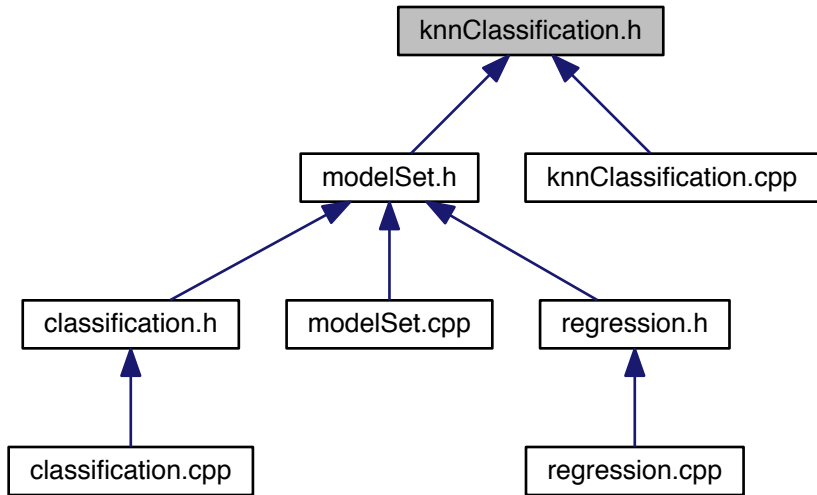 knnClassification.h
modelSet.h
knnClassification.cpp
classification.h
modelSet.cpp
regression.h
classification.cpp
regression.cpp